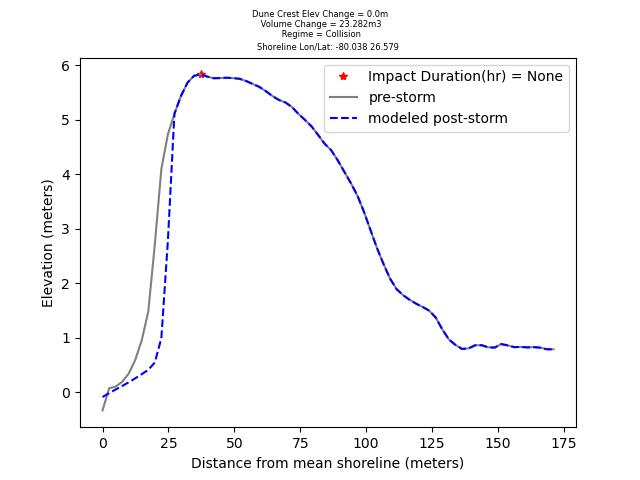 Dune Crest Elev Change = 0.0m
Volume Change = 23.282m3
Regime = Collision
Shoreline Lon/Lat: -80.038 26.579
Impact Duration(hr) = None
pre-storm
modeled post-storm
6
5
4
3
2
1
0
Elevation (meters)
0 25 50 75 100 125 150 175
Distance from mean shoreline (meters)